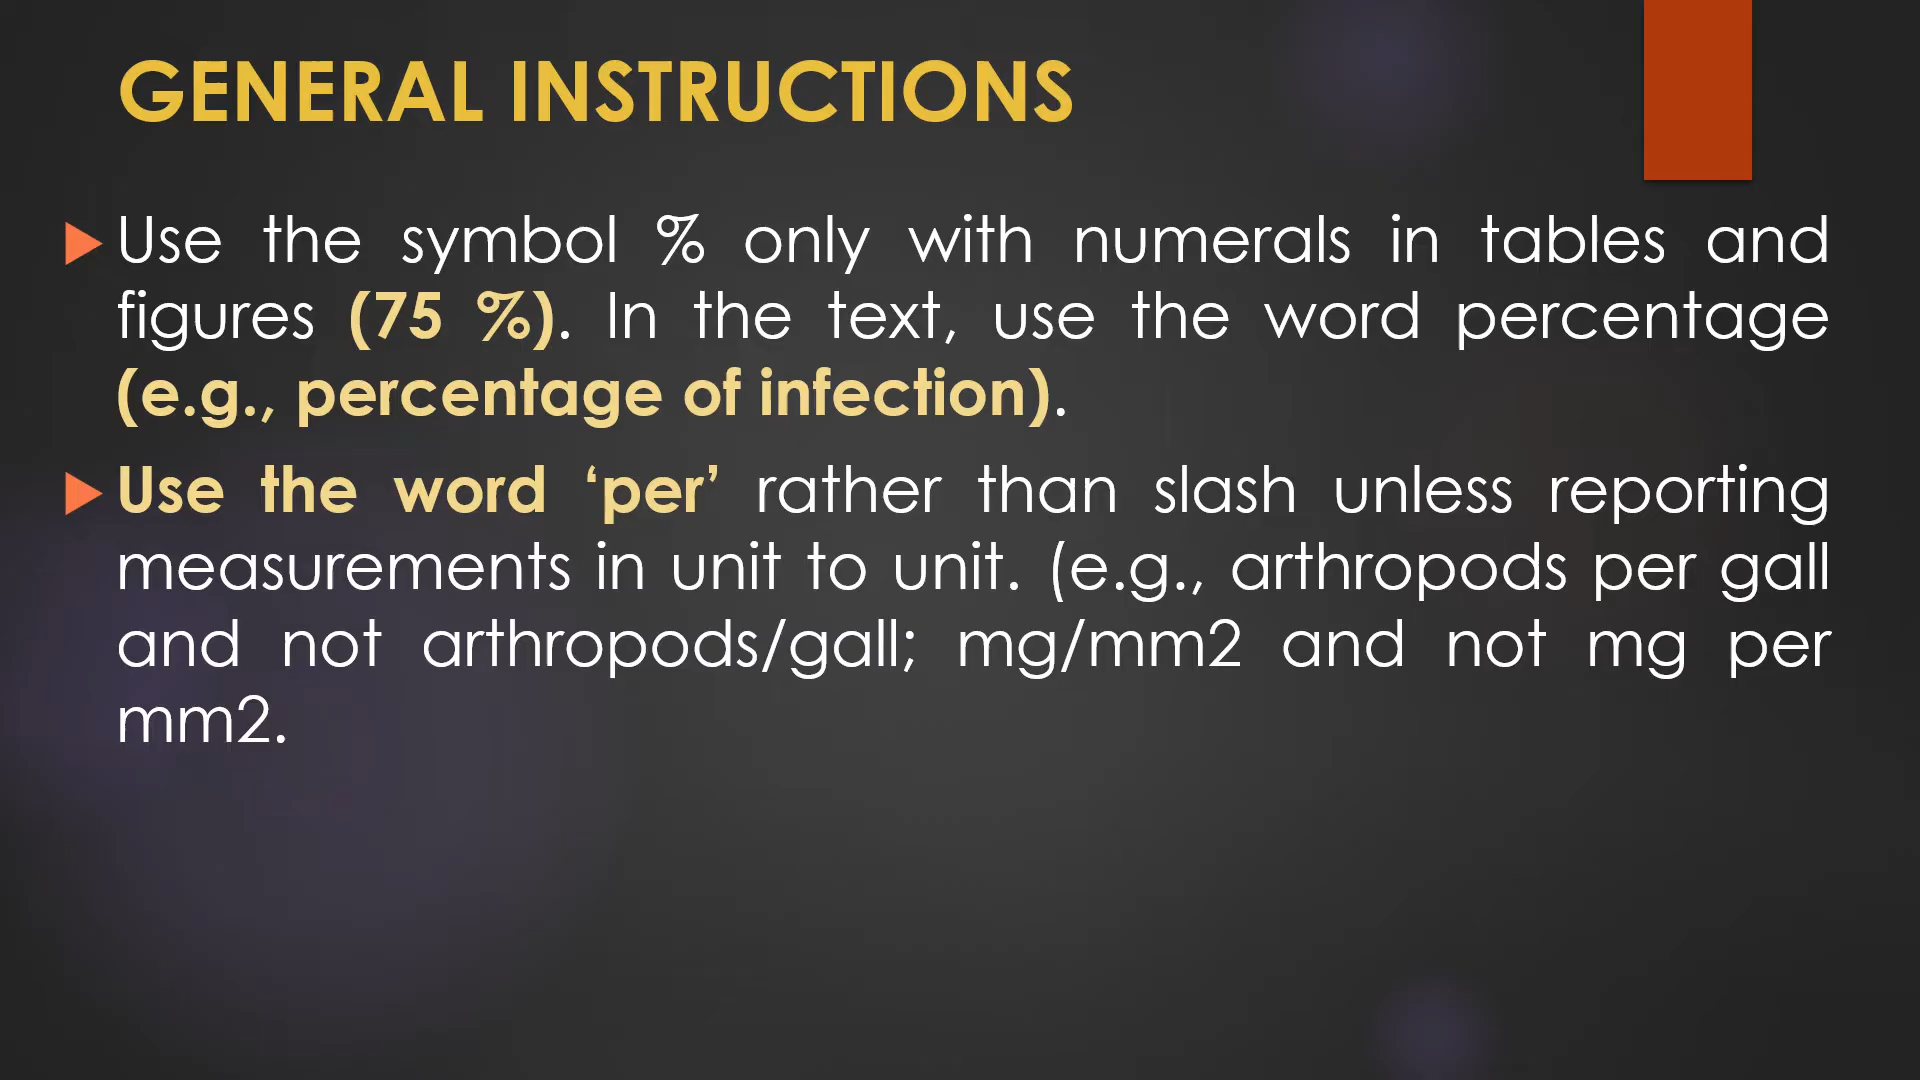 GENERAL INSTRUCTIONS
Use the symbol % only with numerals in tables and
figures (75 %). In the text, use the word percentage
(e.g., percentage of infection).
Use the word ‘per’ rather than slash unless reporting
measurements in unit to unit. (e.g., arthropods per gall
and not arthropods/gall; mg/mm2 and not mg per
mm2.